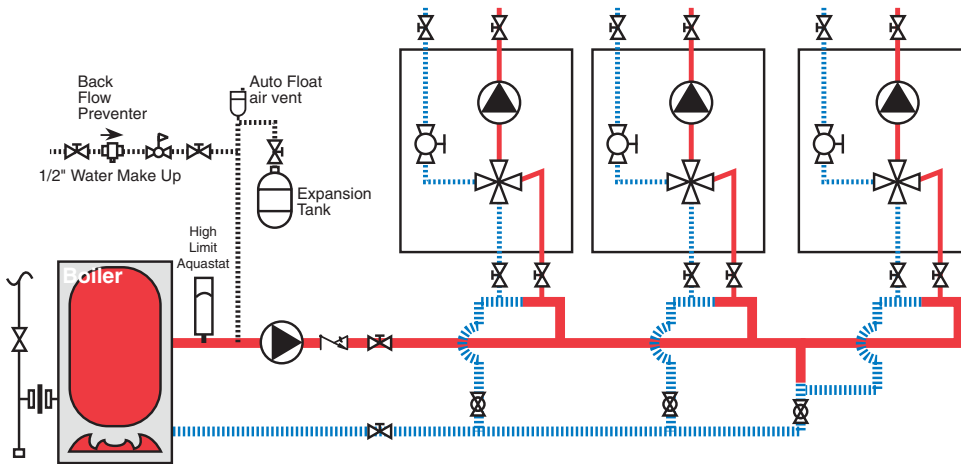 Back
Flow
Preventer
Auto Float
air vent
1/2" Water Make Up
Expansion
Tank
High
Limit
Aquastat
Boiler